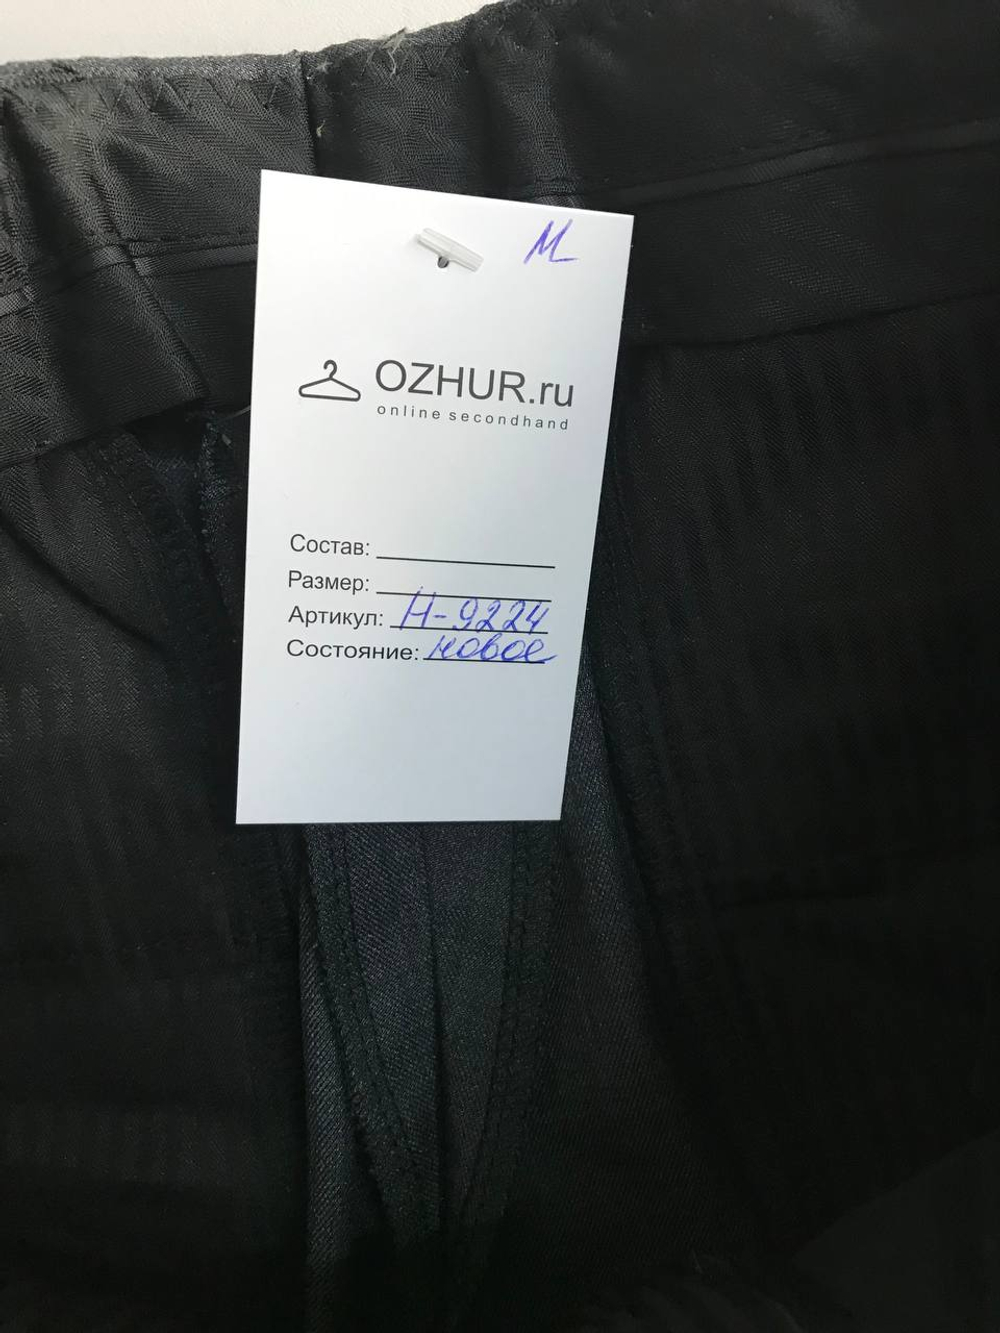 M
OZHUR.ru
online secondhand
Состав:
Размер:
Артикул: Н-9224
Состояние: новое